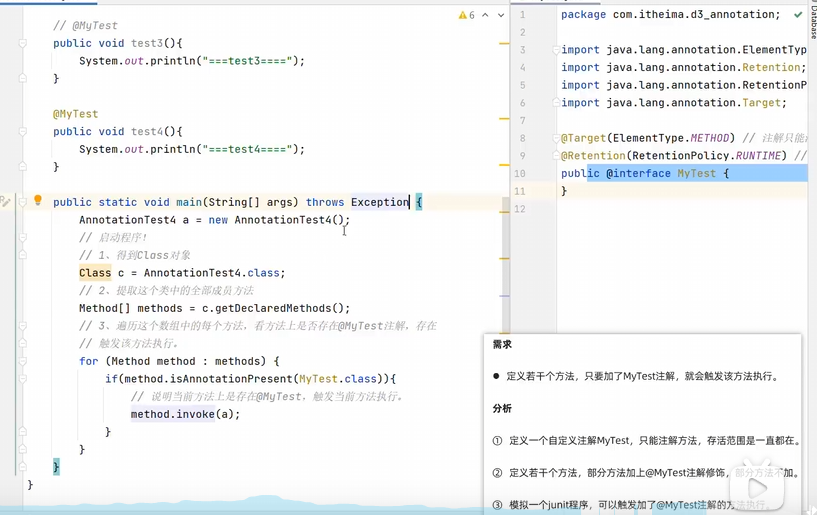 // @MyTest
public void test3(){
System.out.println("===test3====");
}
@MyTest
public void test4(){
System.out.println("===test4====");
}
public static void main(String[] args) throws Exception {
AnnotationTest4 a = new AnnotationTest4();
// 启动程序!
// 1、得到Class对象
Class c = AnnotationTest4.class;
// 2、提取这个类中的全部成员方法
Method[] methods = c.getDeclaredMethods();
// 3、遍历这个数组中的每个方法，看方法上是否存在@MyTest注解，存在
// 触发该方法执行。
for (Method method : methods) {
if(method.isAnnotationPresent(MyTest.class)){
// 说明当前方法上是存在@MyTest，触发当前方法执行。
method.invoke(a);
}
}
}
}
6
1 package com.itheima.d3_annotation;
2
3 import java.lang.annotation.ElementTyp
4 import java.lang.annotation.Retention;
5 import java.lang.annotation.RetentionP
6 import java.lang.annotation.Target;
7
8 @Target(ElementType.METHOD) // 注解只能
9 @Retention(RetentionPolicy.RUNTIME) //
10 public @interface MyTest {
11 }
12
Database
需求
● 定义若干个方法，只要加了MyTest注解，就会触发该方法执行。
分析
① 定义一个自定义注解MyTest，只能注解方法，存活范围是一直都在。
② 定义若干个方法，部分方法加上@MyTest注解修饰，部分方法不加。
③ 模拟一个junit程序，可以触发加了@MyTest注解的方法执行。